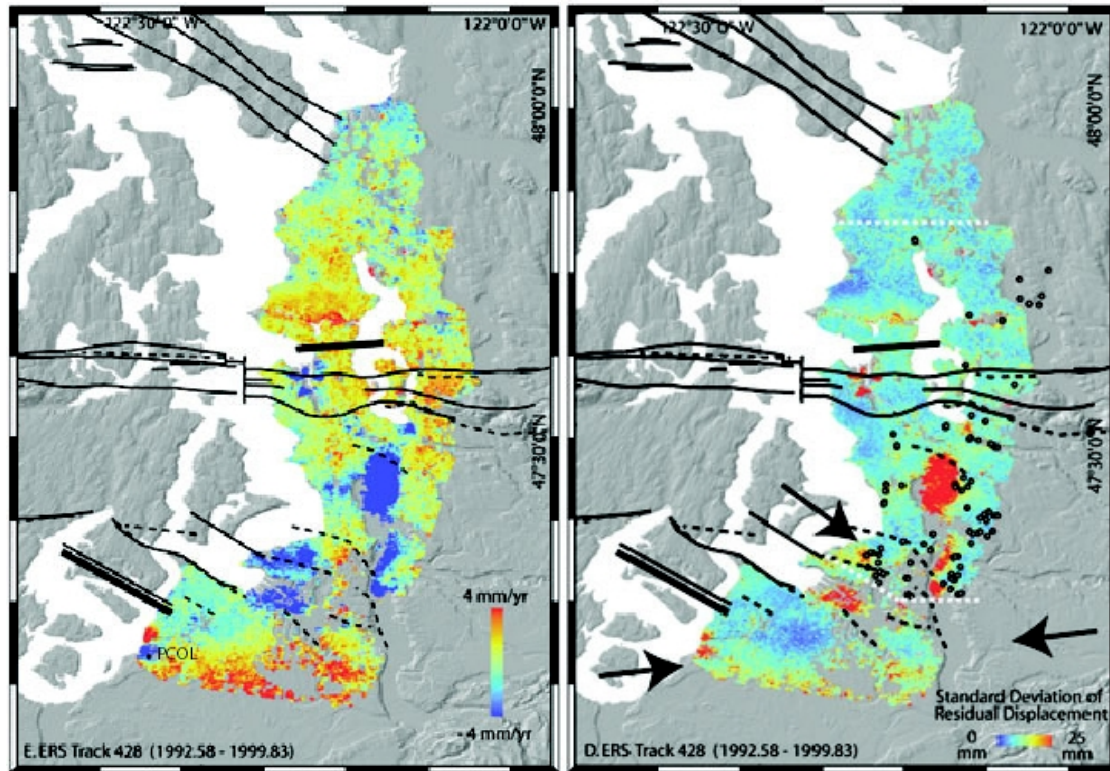 122°30'0"W
122°0'0"W
48°0'0"N
47°30'0"N
4 mm/yr
PCOL
- 4 mm/yr
E. ERS Track 428 (1992.58 - 1999.83)
122°30'0"W
122°0'0"W
48°0'0"N
47°30'0"N
Standard Deviation of
Residual Displacement
0 25
mm mm
D. ERS Track 428 (1992.58 - 1999.83)